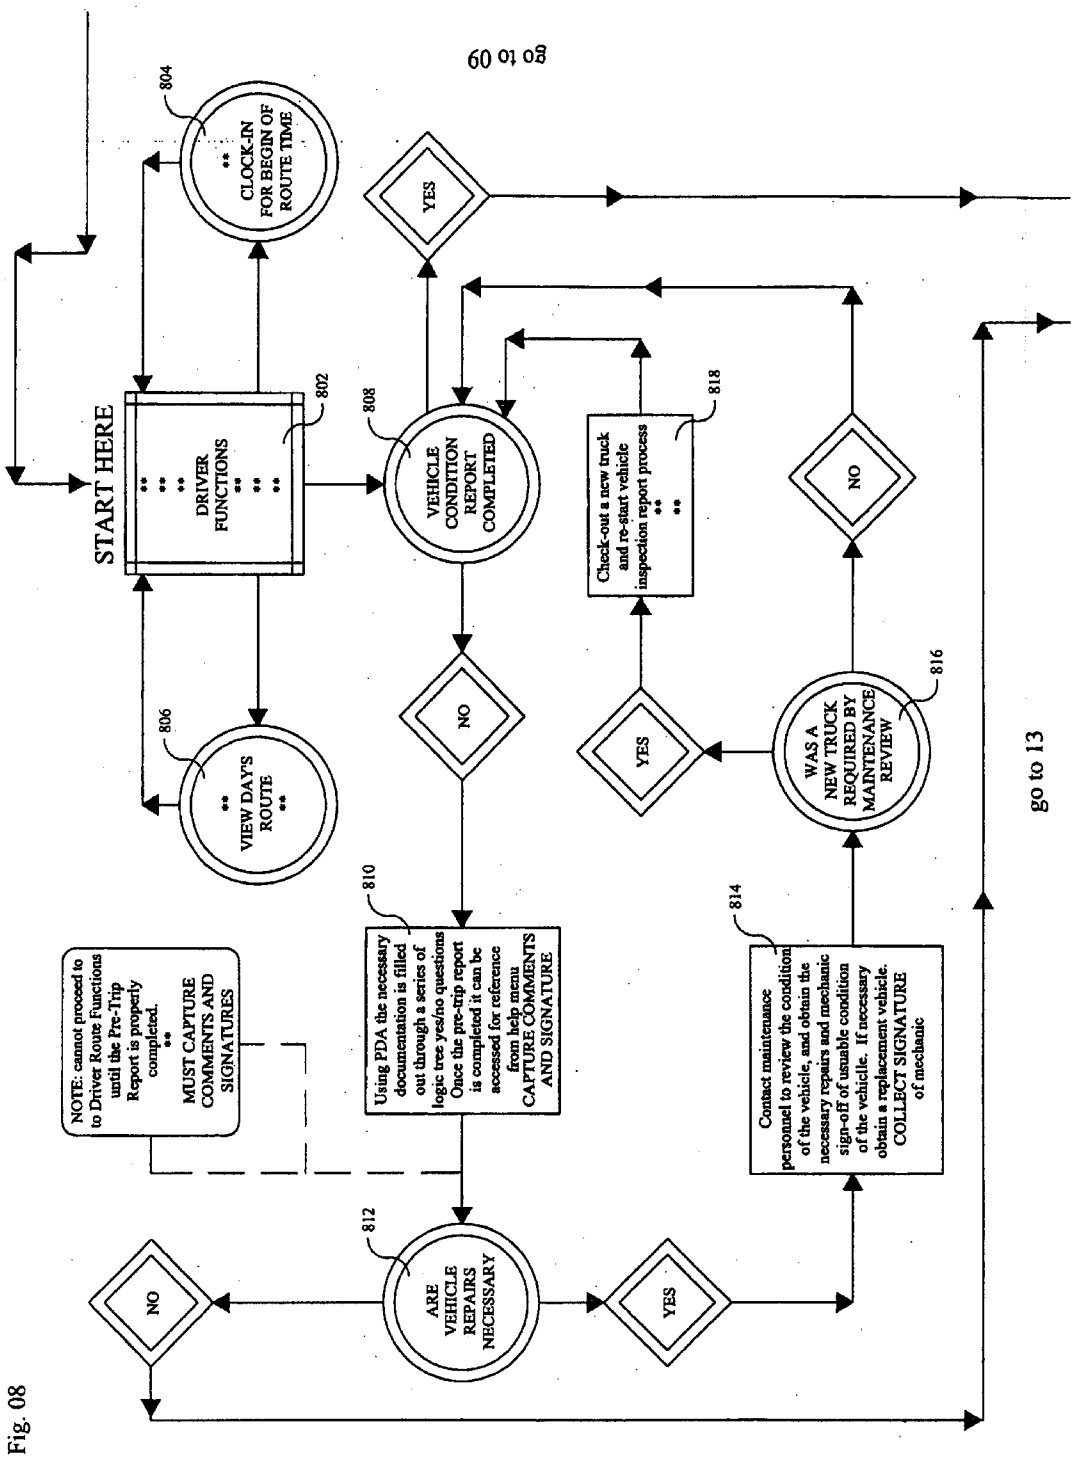 Fig. 08
NOTE: cannot proceed to
to Driver Route Functions
until the Pre-Trip
Report is properly
completed.
**
MUST CAPTURE
COMMENTS AND
SIGNATURES
START HERE
**
**
**
DRIVER
FUNCTIONS
**
**
**
802
**
CLOCK-IN
FOR BEGIN OF
ROUTE TIME
804
**
VIEW DAY'S
ROUTE
**
806
VEHICLE
CONDITION
REPORT
COMPLETED
808
YES
go to 09
NO
Using PDA the necessary
documentation is filled
out through a series of
logic tree yes/no questions
Once the pre-trip report
is completed it can be
accessed for reference
from help menu
CAPTURE COMMENTS
AND SIGNATURE
810
ARE
VEHICLE
REPAIRS
NECESSARY
812
NO
YES
Contact maintenance
personnel to review the condition
of the vehicle, and obtain the
necessary repairs and mechanic
sign-off of usuable condition
of the vehiclle. If necessary
obtain a replacement vehicle.
COLLECT SIGNATURE
of mechanic
814
WAS A
NEW TRUCK
REQUIRED BY
MAINTENANCE
REVIEW
816
YES
Check-out a new truck
and re-start vehicle
inspection report process
**
**
818
NO
go to 13